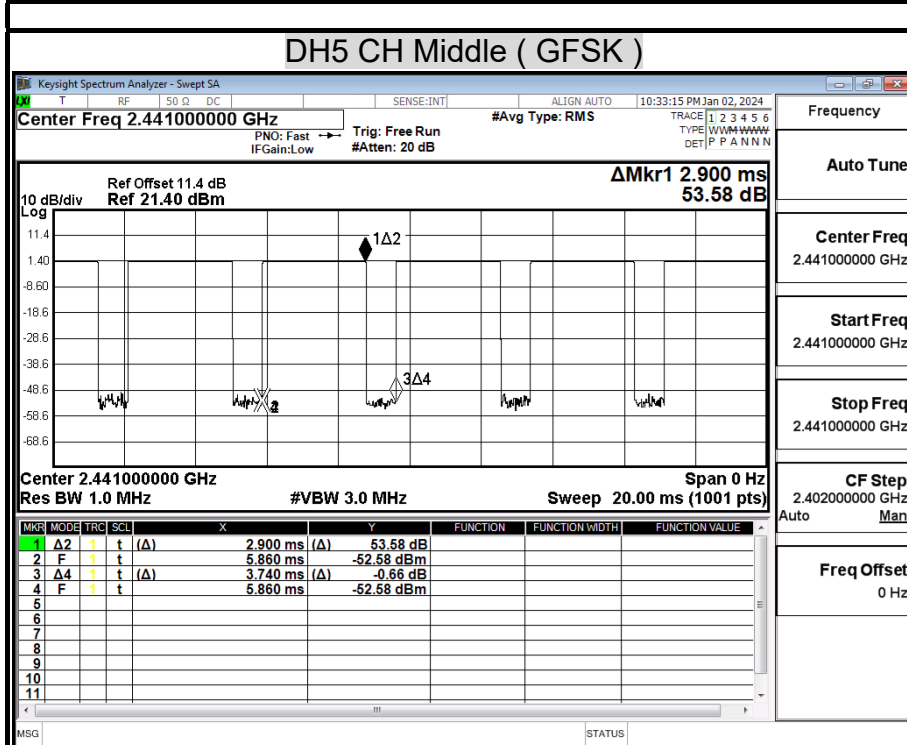 DH5 CH Middle ( GFSK )
Keysight Spectrum Analyzer - Swept SA
LXI T RF 50 Ω DC SENSE:INT ALIGN AUTO 10:33:15 PM Jan 02, 2024
Center Freq 2.441000000 GHz
PNO: Fast
IFGain:Low
Trig: Free Run
#Atten: 20 dB
#Avg Type: RMS
TRACE 1 2 3 4 5 6
TYPE WWMWWW
DET P P A N N N
ΔMkr1 2.900 ms
53.58 dB
Ref Offset 11.4 dB
10 dB/div Ref 21.40 dBm
Log
11.4
1.40
-8.60
-18.6
-28.6
-38.6
-48.6
-58.6
-68.6
1Δ2
3Δ4
Center 2.441000000 GHz Span 0 Hz
Res BW 1.0 MHz #VBW 3.0 MHz Sweep 20.00 ms (1001 pts)
MKR MODE TRC SCL X Y FUNCTION FUNCTION WIDTH FUNCTION VALUE
1 Δ2 1 t (Δ) 2.900 ms (Δ) 53.58 dB
2 F 1 t 5.860 ms -52.58 dBm
3 Δ4 1 t (Δ) 3.740 ms (Δ) -0.66 dB
4 F 1 t 5.860 ms -52.58 dBm
5
6
7
8
9
10
11
MSG STATUS
Frequency
Auto Tune
Center Freq
2.441000000 GHz
Start Freq
2.441000000 GHz
Stop Freq
2.441000000 GHz
CF Step
2.402000000 GHz
Auto Man
Freq Offset
0 Hz